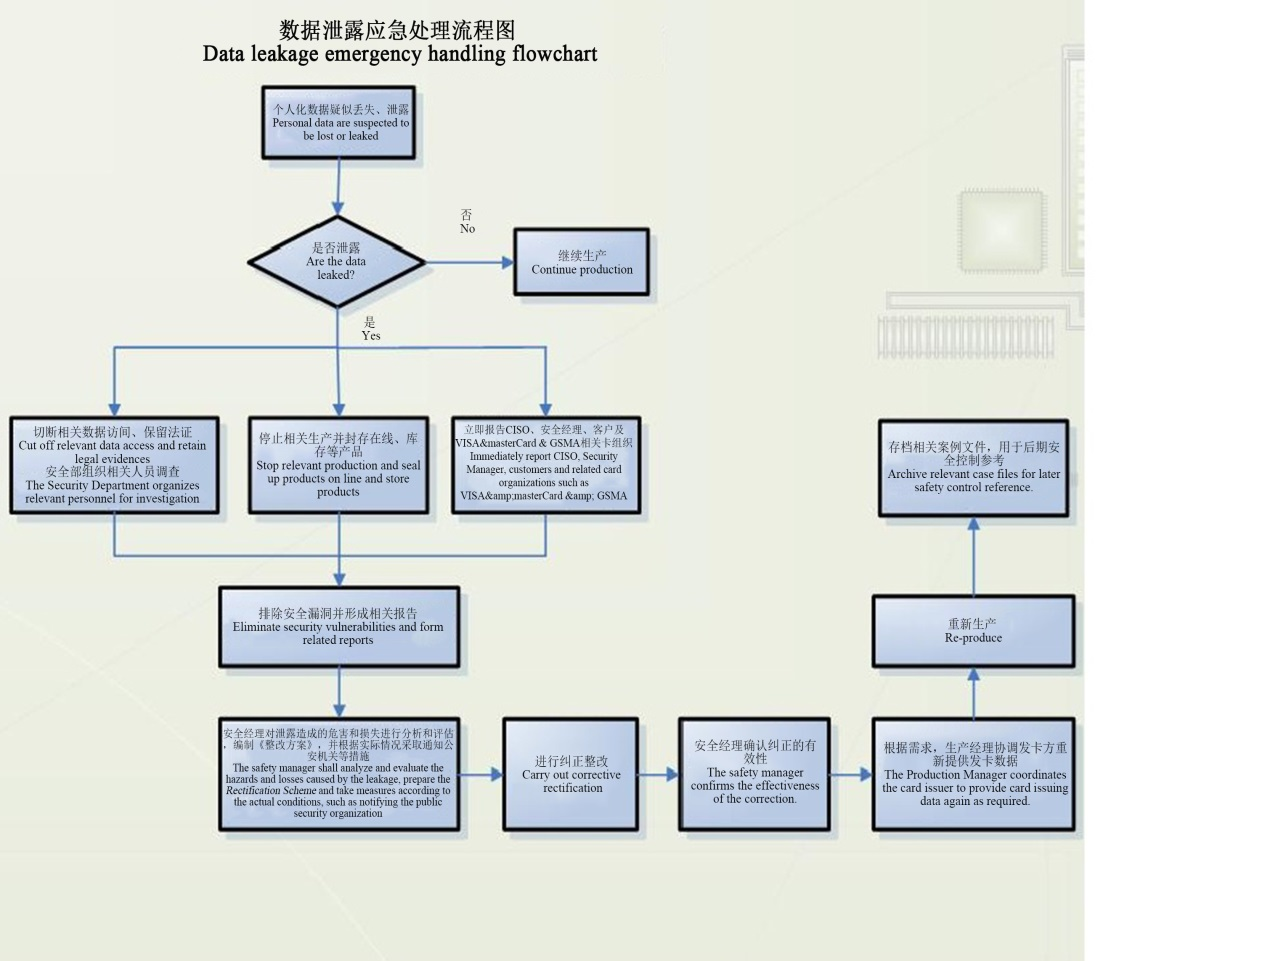 数据泄露应急处理流程图
Data leakage emergency handling flowchart
个人化数据疑似丢失、泄露
Personal data are suspected to
be lost or leaked
是否泄露
Are the data
leaked?
否
No
继续生产
Continue production
是
Yes
切断相关数据访间、保留法证
Cut off relevant data access and retain
legal evidences
安全部组织相关人员调查
The Security Department organizes
relevant personnel for investigation
停止相关生产并封存在线、库
存等产品
Stop relevant production and seal
up products on line and store
products
立即报告CISO、安全经理、客户及
VISA&masterCard & GSMA相关卡组织
Immediately report CISO, Security
Manager, customers and related card
organizations such as
VISA&amp;masterCard &amp; GSMA
排除安全漏洞并形成相关报告
Eliminate security vulnerabilities and form
related reports
安全经理对泄露造成的危害和损失进行分析和评估
，编制《整改方案》，并根据实际情况采取通知公
安机关等措施
The safety manager shall analyze and evaluate the
hazards and losses caused by the leakage, prepare the
Rectification Scheme and take measures according to
the actual conditions, such as notifying the public
security organization
进行纠正整改
Carry out corrective
rectification
安全经理确认纠正的有
效性
The safety manager
confirms the effectiveness
of the correction.
根据需求，生产经理协调发卡方重
新提供发卡数据
The Production Manager coordinates
the card issuer to provide card issuing
data again as required.
重新生产
Re-produce
存档相关案例文件，用于后期安
全控制参考
Archive relevant case files for later
safety control reference.